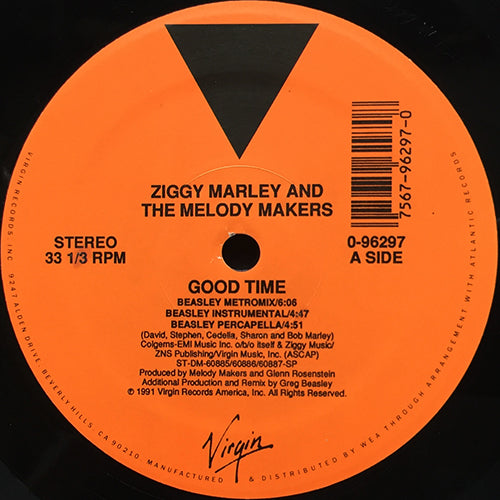 ZIGGY MARLEY AND
THE MELODY MAKERS
7567-96297-0
STEREO
33 1/3 RPM
0-96297
A SIDE
GOOD TIME
BEASLEY METROMIX/6:06
BEASLEY INSTRUMENTAL/4:47
BEASLEY PERCAPELLA/4:51
(David, Stephen, Cedella, Sharon and Bob Marley)
Colgems-EMI Music Inc. o/b/o itself & Ziggy Music/
ZNS Publishing/Virgin Music, Inc. (ASCAP)
ST-DM-60885/60886/60887-SP
Produced by Melody Makers and Glenn Rosenstein
Additional Production and Remix by Greg Beasley
℗ 1991 Virgin Records America, Inc. All Rights Reserved.
Virgin
VIRGIN RECORDS, INC. 9247 ALDEN DRIVE, BEVERLY HILLS, CA 90210 MANUFACTURED & DISTRIBUTED BY WEA THROUGH ARRANGEMENT WITH ATLANTIC RECORDS